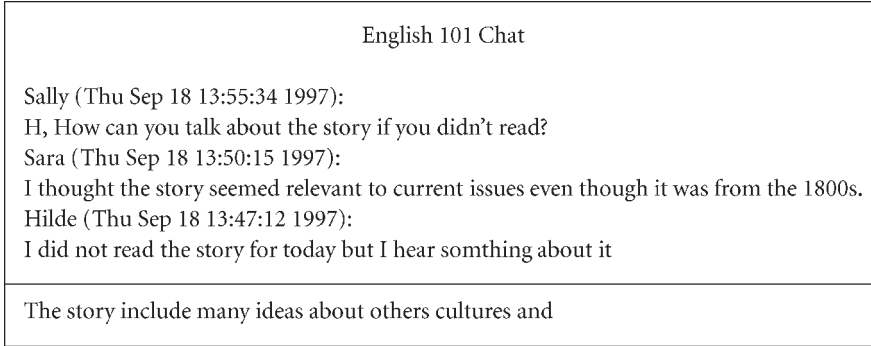 English 101 Chat
Sally (Thu Sep 18 13:55:34 1997):
H, How can you talk about the story if you didn’t read?
Sara (Thu Sep 18 13:50:15 1997):
I thought the story seemed relevant to current issues even though it was from the 1800s.
Hilde (Thu Sep 18 13:47:12 1997):
I did not read the story for today but I hear somthing about it
The story include many ideas about others cultures and